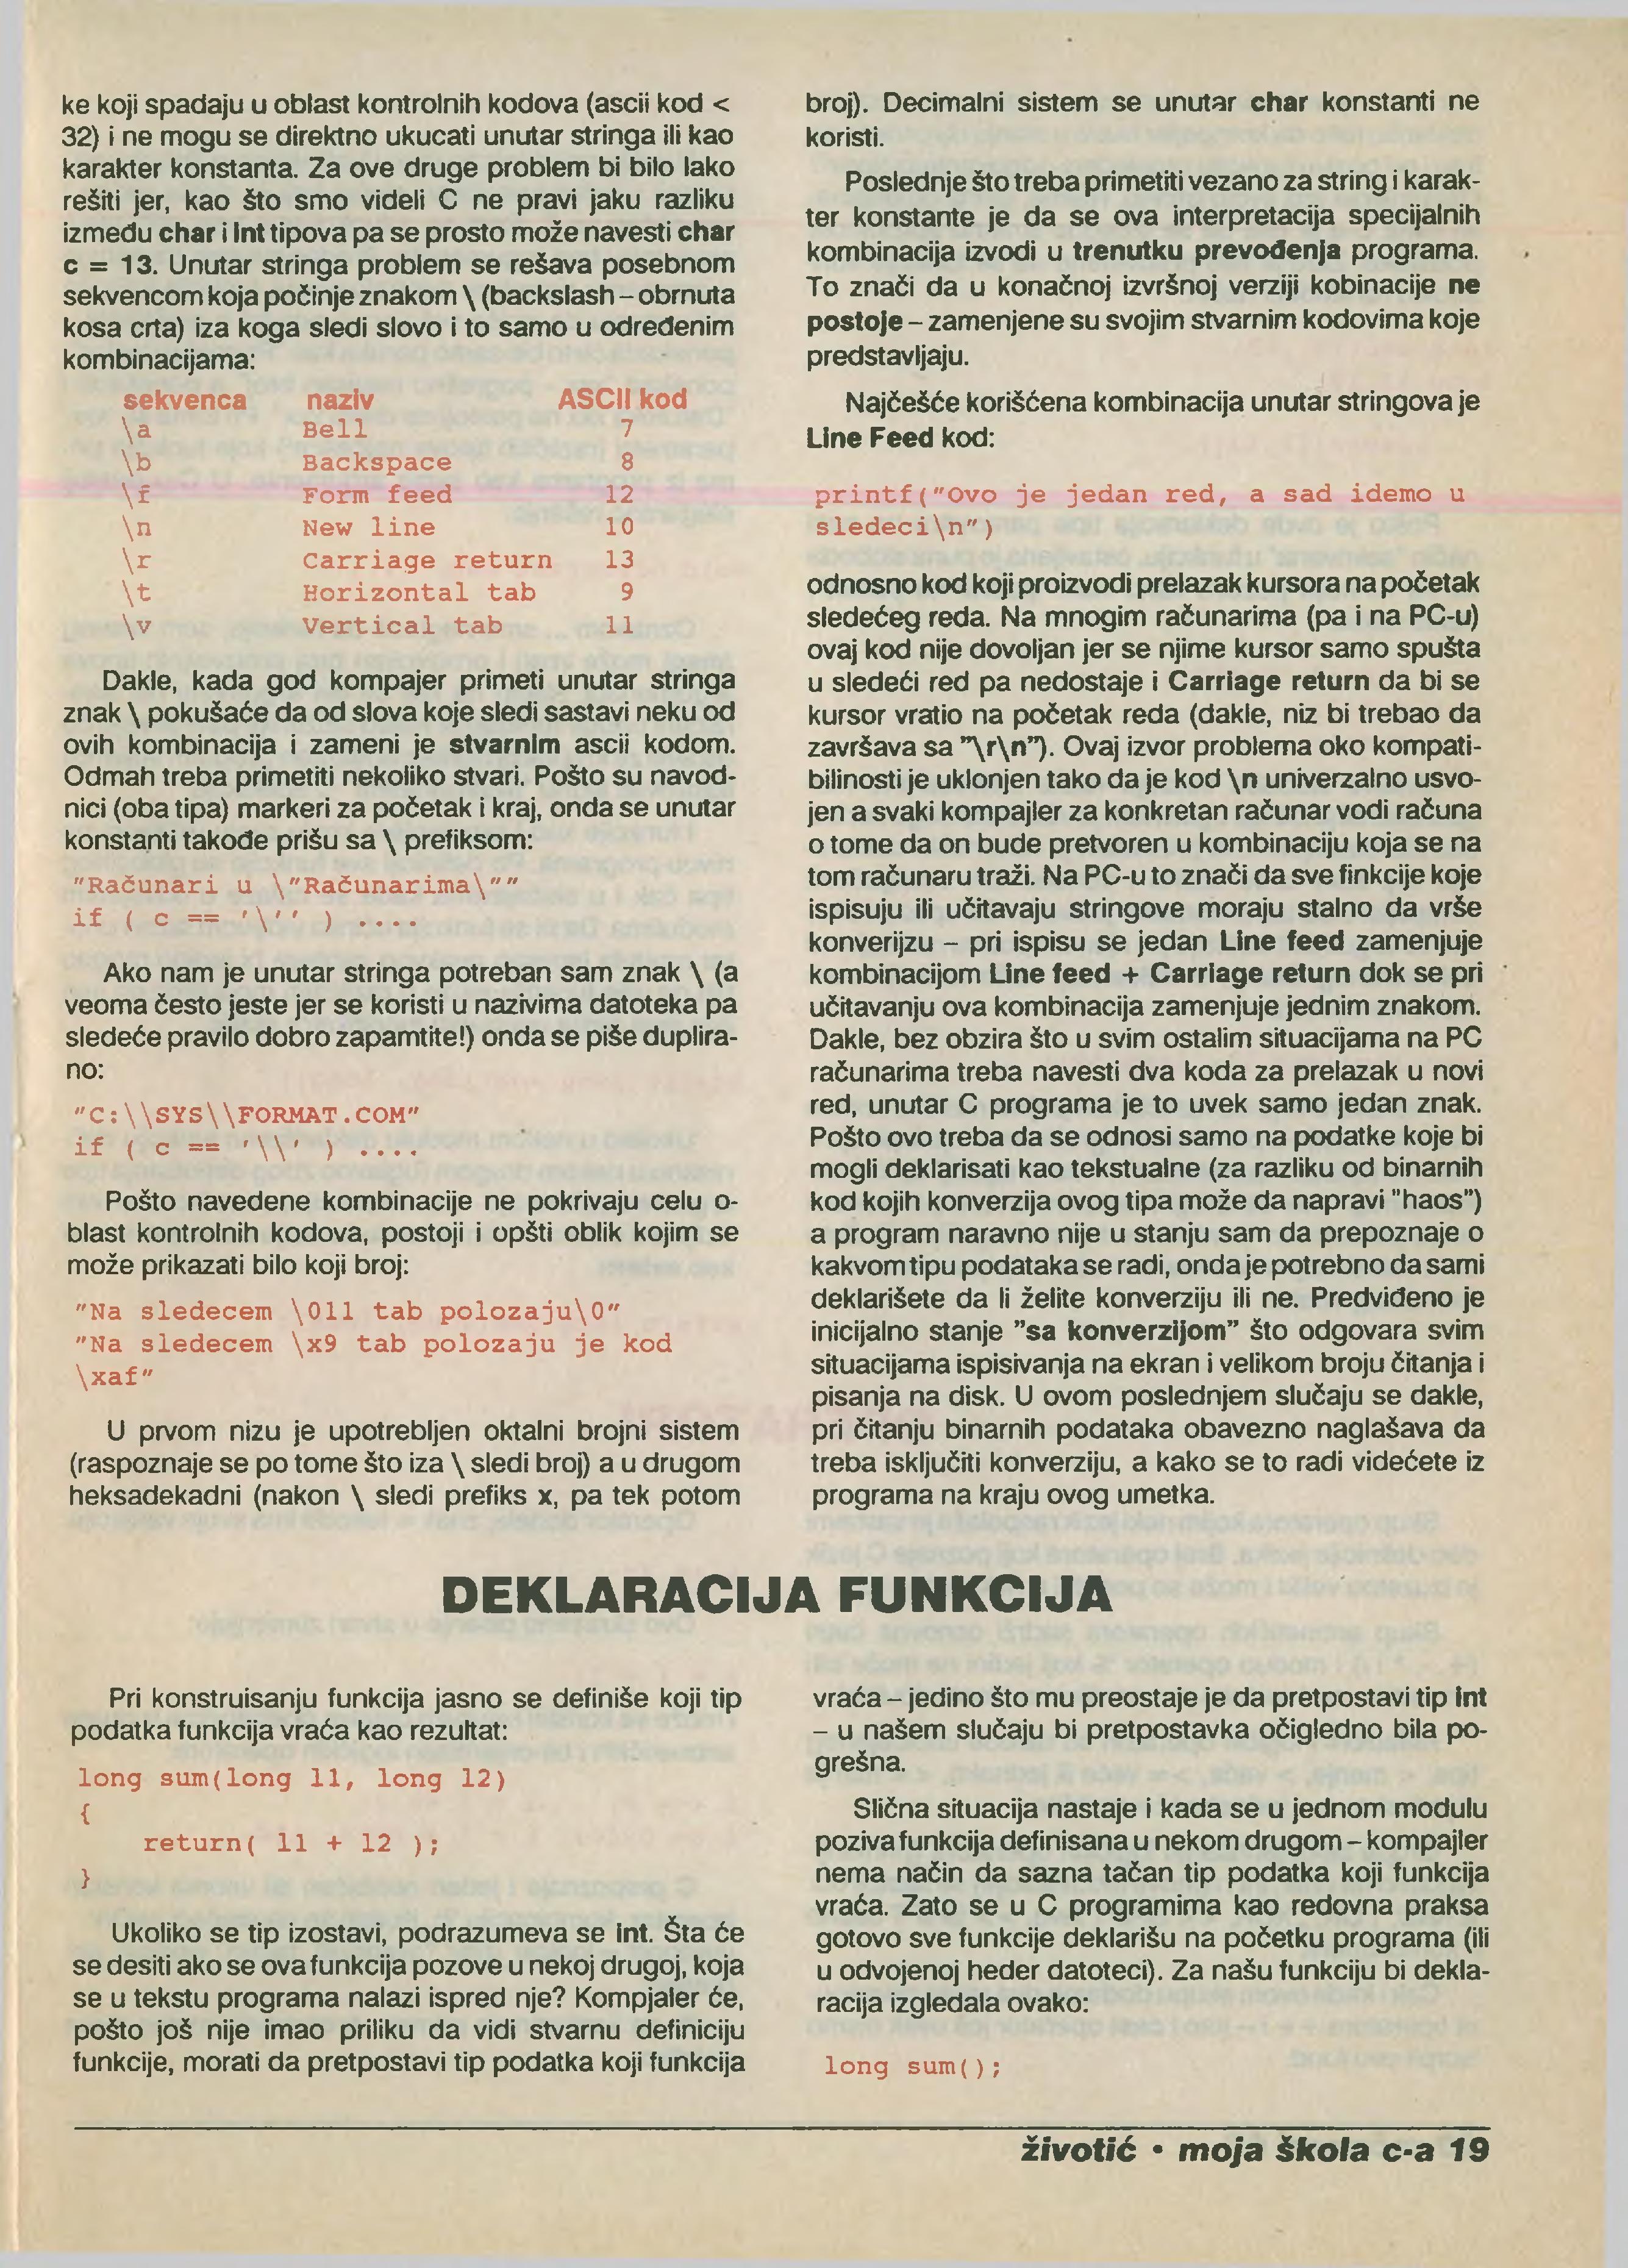 ke koji spadaju u oblast kontrolnih kodova (ascii kod <
32) i ne mogu se direktno ukucati unutar stringa ili kao
karakter konstanta. Za ove druge problem bi bilo lako
rešiti jer, kao što smo videli C ne pravi jaku razliku
između char i int tipova pa se prosto može navesti char
c = 13. Unutar stringa problem se rešava posebnom
sekvencom koja počinje znakom \ (backslash – obrnuta
kosa crta) iza koga sledi slovo i to samo u određenim
kombinacijama:
sekvenca naziv ASCII kod
\a Bell 7
\b Backspace 8
\f Form feed 12
\n New line 10
\r Carriage return 13
\t Horizontal tab 9
\v Vertical tab 11
Dakle, kada god kompajer primeti unutar stringa
znak \ pokušaće da od slova koje sledi sastavi neku od
ovih kombinacija i zameni je stvarnim ascii kodom.
Odmah treba primetiti nekoliko stvari. Pošto su navod-
nici (oba tipa) markeri za početak i kraj, onda se unutar
konstanti takođe prišu sa \ prefiksom:
"Računari u \"Računarima\""
if ( c == '\'' ) ....
Ako nam je unutar stringa potreban sam znak \ (a
veoma često jeste jer se koristi u nazivima datoteka pa
sledeće pravilo dobro zapamtite!) onda se piše duplira-
no:
"C:\\SYS\\FORMAT.COM"
if ( c == '\\' ) ....
Pošto navedene kombinacije ne pokrivaju celu o-
blast kontrolnih kodova, postoji i opšti oblik kojim se
može prikazati bilo koji broj:
"Na sledecem \011 tab polozaju\0"
"Na sledecem \x9 tab polozaju je kod
\xaf"
U prvom nizu je upotrebljen oktalni brojni sistem
(raspoznaje se po tome što iza \ sledi broj) a u drugom
heksadekadni (nakon \ sledi prefiks x, pa tek potom
broj). Decimalni sistem se unutar char konstanti ne
koristi.
Poslednje što treba primetiti vezano za string i karak-
ter konstante je da se ova interpretacija specijalnih
kombinacija izvodi u trenutku prevođenja programa.
To znači da u konačnoj izvršnoj verziji kobinacije ne
postoje – zamenjene su svojim stvarnim kodovima koje
predstavljaju.
Najčešće korišćena kombinacija unutar stringova je
Line Feed kod:
printf("Ovo je jedan red, a sad idemo u
sledeci\n")
odnosno kod koji proizvodi prelazak kursora na početak
sledećeg reda. Na mnogim računarima (pa i na PC-u)
ovaj kod nije dovoljan jer se njime kursor samo spušta
u sledeći red pa nedostaje i Carriage return da bi se
kursor vratio na početak reda (dakle, niz bi trebao da
završava sa "\r\n"). Ovaj izvor problema oko kompati-
bilinosti je uklonjen tako da je kod \n univerzalno usvo-
jen a svaki kompajler za konkretan računar vodi računa
o tome da on bude pretvoren u kombinaciju koja se na
tom računaru traži. Na PC-u to znači da sve finkcije koje
ispisuju ili učitavaju stringove moraju stalno da vrše
konverijzu – pri ispisu se jedan Line feed zamenjuje
kombinacijom Line feed + Carriage return dok se pri
učitavanju ova kombinacija zamenjuje jednim znakom.
Dakle, bez obzira što u svim ostalim situacijama na PC
računarima treba navesti dva koda za prelazak u novi
red, unutar C programa je to uvek samo jedan znak.
Pošto ovo treba da se odnosi samo na podatke koje bi
mogli deklarisati kao tekstualne (za razliku od binarnih
kod kojih konverzija ovog tipa može da napravi "haos")
a program naravno nije u stanju sam da prepoznaje o
kakvom tipu podataka se radi, onda je potrebno da sami
deklarišete da li želite konverziju ili ne. Predviđeno je
inicijalno stanje "sa konverzijom" što odgovara svim
situacijama ispisivanja na ekran i velikom broju čitanja i
pisanja na disk. U ovom poslednjem slučaju se dakle,
pri čitanju binarnih podataka obavezno naglašava da
treba isključiti konverziju, a kako se to radi videćete iz
programa na kraju ovog umetka.
DEKLARACIJA FUNKCIJA
Pri konstruisanju funkcija jasno se definiše koji tip
podatka funkcija vraća kao rezultat:
long sum(long l1, long l2)
{
return( l1 + l2 );
}
Ukoliko se tip izostavi, podrazumeva se int. Šta će
se desiti ako se ova funkcija pozove u nekoj drugoj, koja
se u tekstu programa nalazi ispred nje? Kompjaler će,
pošto još nije imao priliku da vidi stvarnu definiciju
funkcije, morati da pretpostavi tip podatka koji funkcija
vraća – jedino što mu preostaje je da pretpostavi tip int
– u našem slučaju bi pretpostavka očigledno bila po-
grešna.
Slična situacija nastaje i kada se u jednom modulu
poziva funkcija definisana u nekom drugom – kompajler
nema način da sazna tačan tip podatka koji funkcija
vraća. Zato se u C programima kao redovna praksa
gotovo sve funkcije deklarišu na početku programa (ili
u odvojenoj heder datoteci). Za našu funkciju bi dekla-
racija izgledala ovako:
long sum();
životić • moja škola c-a 19